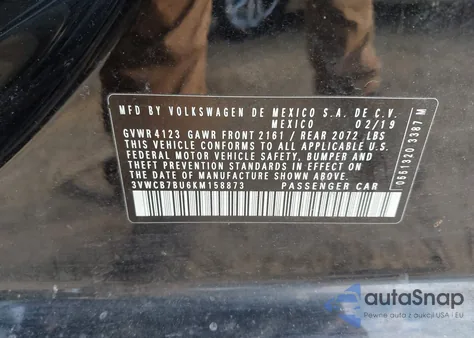 MFD BY VOLKSWAGEN DE MEXICO S.A. DE C.V.
MEXICO 02/19
GVWR 4123 GAWR FRONT 2161 / REAR 2072 LBS
THIS VEHICLE CONFORMS TO ALL APPLICABLE U.S.
FEDERAL MOTOR VEHICLE SAFETY, BUMPER AND
THEFT PREVENTION STANDARDS IN EFFECT ON THE
DATE OF MANUFACTURE SHOWN ABOVE.
3VWCB7BU6KM158873 PASSENGER CAR
0561320 3387 M
autoSnap
Pewne auta z aukcji USA i EU